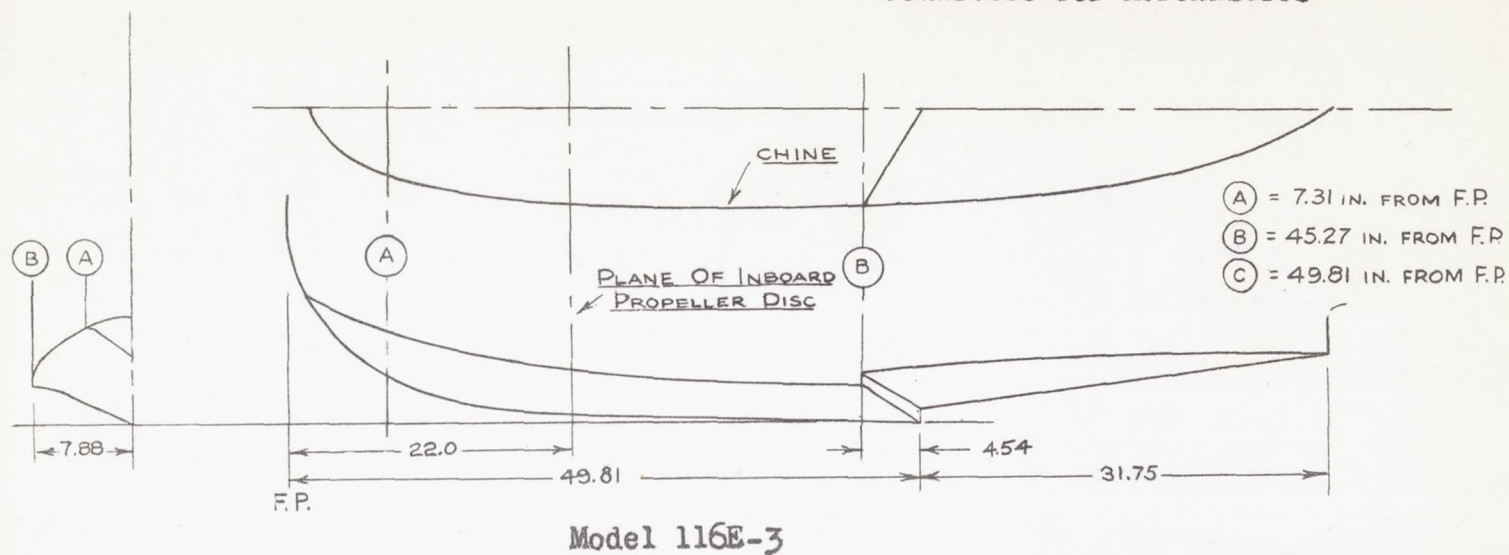 CHINE
Ⓐ = 7.31 IN. FROM F.P.
Ⓑ = 45.27 IN. FROM F.P.
Ⓒ = 49.81 IN. FROM F.P.
B A
A
B
PLANE OF INBOARD
PROPELLER DISC
7.88
22.0
4.54
49.81
31.75
F.P.
Model 116E-3